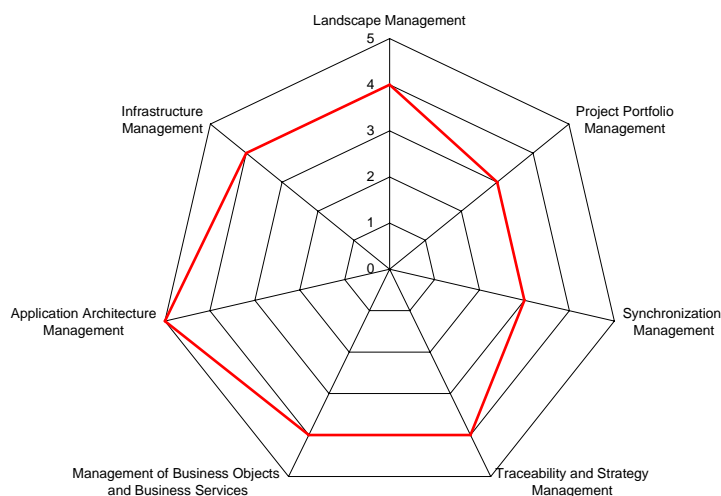 Landscape Management
5
4
3
2
1
0
Infrastructure
Management
Project Portfolio
Management
Application Architecture
Management
Synchronization
Management
Management of Business Objects
and Business Services
Traceability and Strategy
Management